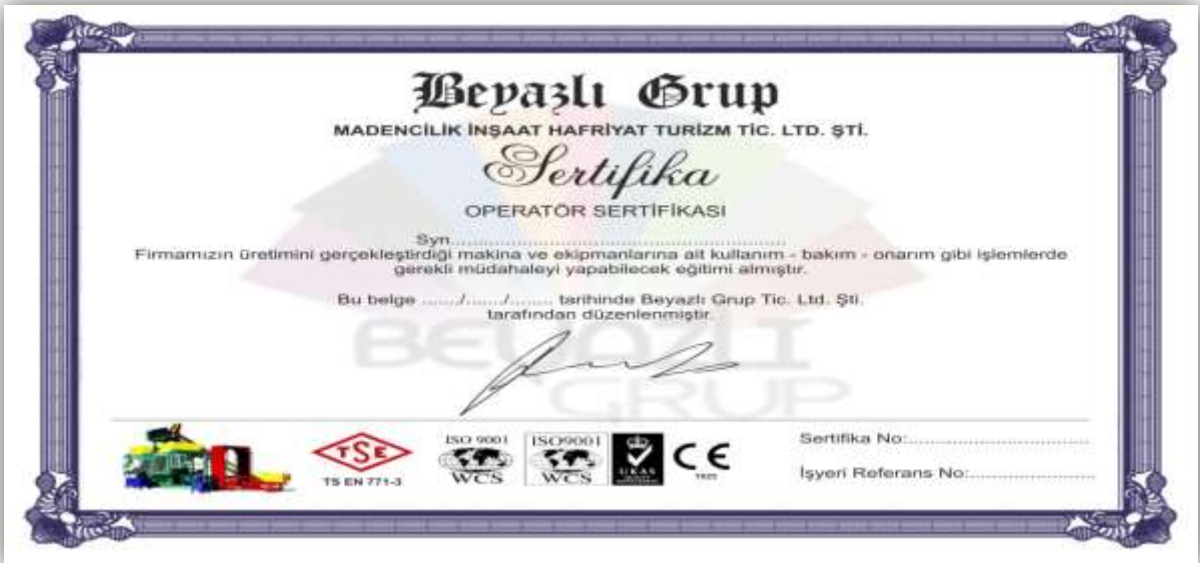 Beyazlı Grup
MADENCİLİK İNŞAAT HAFRİYAT TURİZM TİC. LTD. ŞTİ.
Sertifika
OPERATÖR SERTİFİKASI
Syn................................................................
Firmamızın üretimini gerçekleştirdiği makina ve ekipmanlarına ait kullanım - bakım - onarım gibi işlemlerde
gerekli müdahaleyi yapabilecek eğitimi almıştır.
Bu belge ......./......./........ tarihinde Beyazlı Grup Tic. Ltd. Şti.
tarafından düzenlenmiştir.
BEYAZLI
GRUP
TSE
TS EN 771-3
ISO 9001
WCS
ISO9001
WCS
UKAS
CE
Sertifika No:...................................
İşyeri Referans No:........................